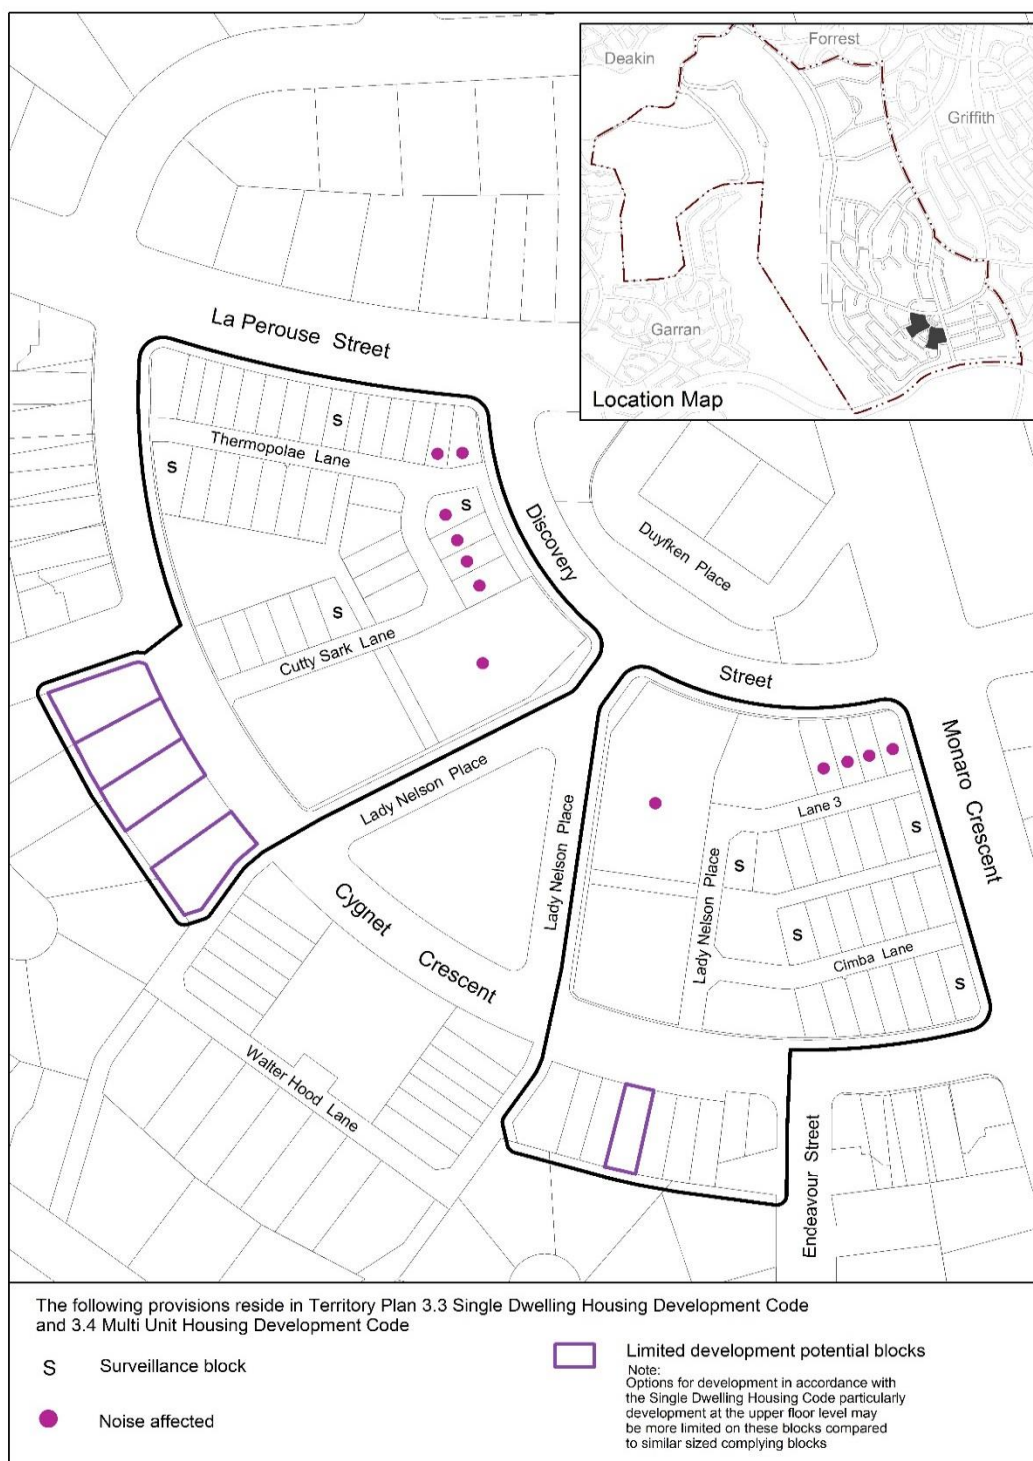 Deakin
Forrest
Griffith
Garran
Location Map
La Perouse Street
Thermopolae Lane
S
S
S
S
Discovery
Duyfken Place
Cutty Sark Lane
Street
Lady Nelson Place
Lady Nelson Place
Lady Nelson Place
Lane 3
Monaro Crescent
S
S
S
S
Cygnet
Crescent
Cimba Lane
Walter Hood Lane
Endeavour Street
The following provisions reside in Territory Plan 3.3 Single Dwelling Housing Development Code
and 3.4 Multi Unit Housing Development Code
S Surveillance block
Noise affected
Limited development potential blocks
Note:
Options for development in accordance with
the Single Dwelling Housing Code particularly
development at the upper floor level may
be more limited on these blocks compared
to similar sized complying blocks